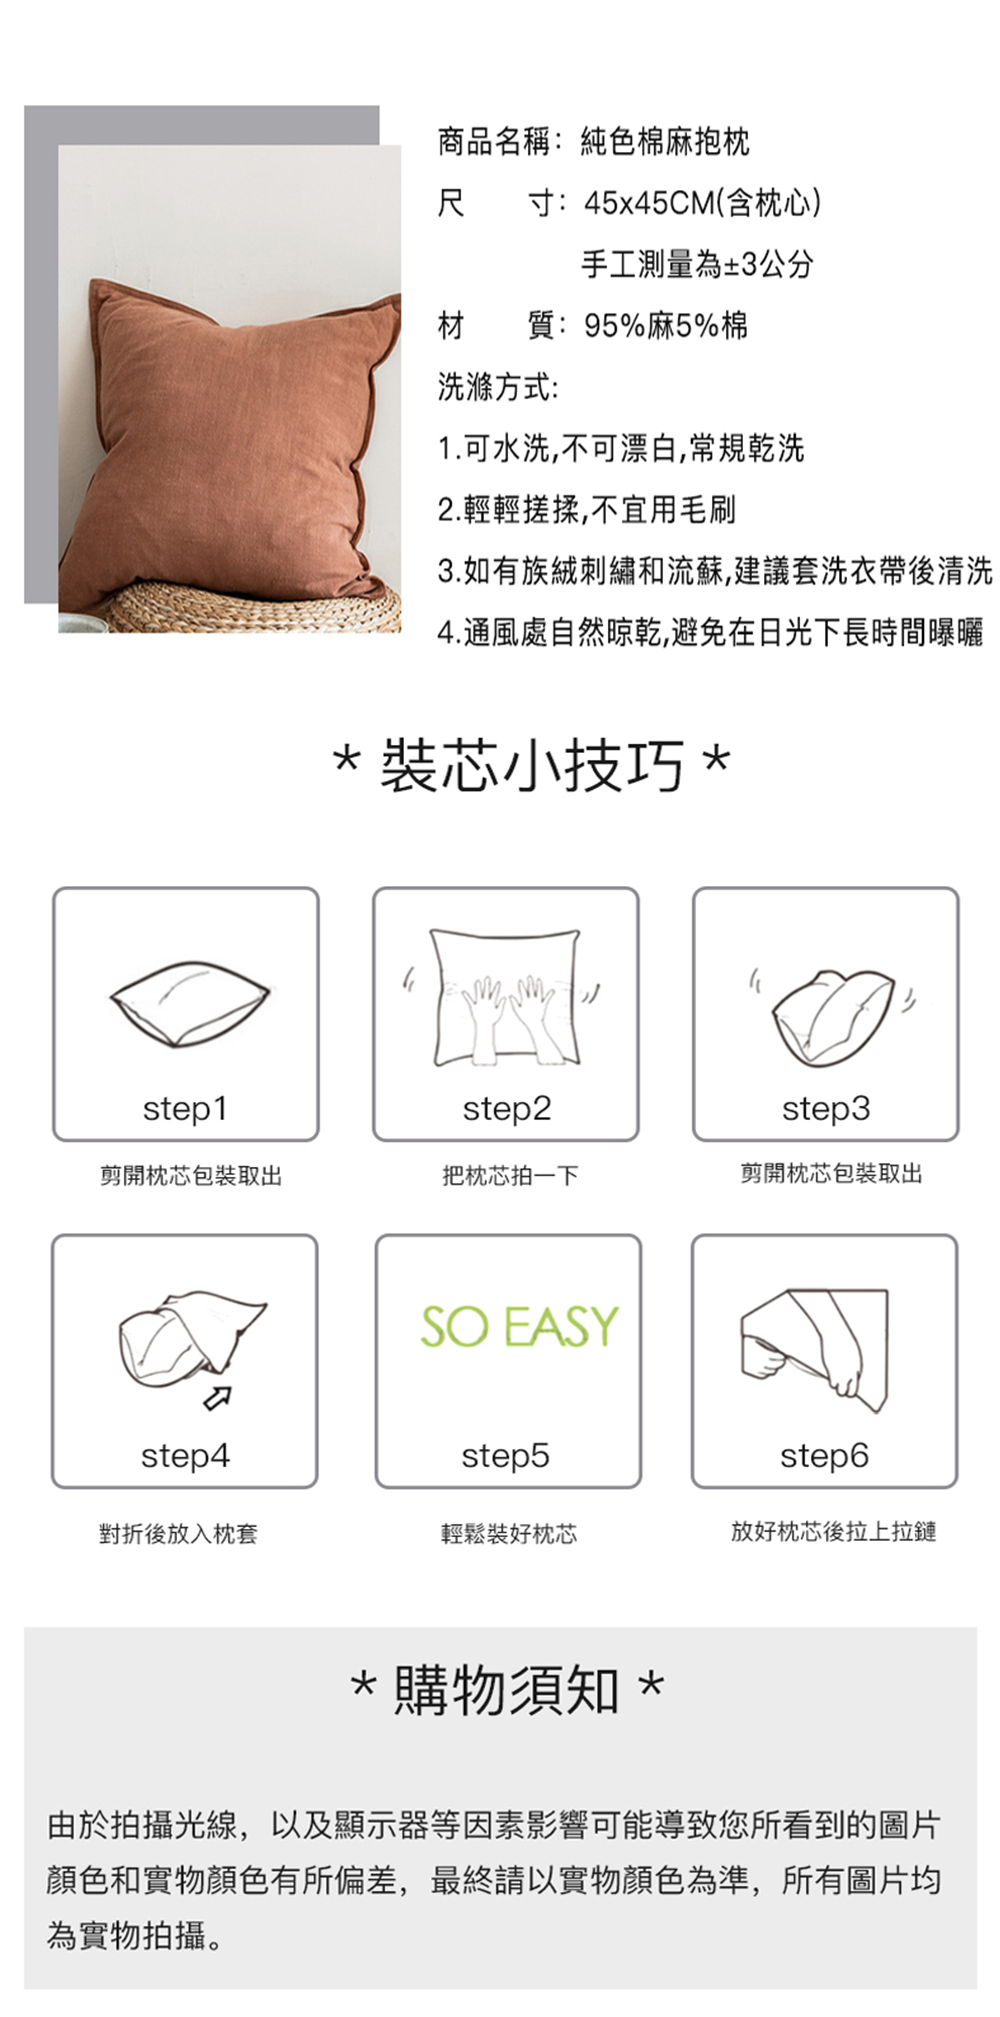 商品名稱：純色棉麻抱枕
尺　　寸：45x45CM(含枕心)
手工測量為±3公分
材　　質：95%麻5%棉
洗滌方式:
1.可水洗,不可漂白,常規乾洗
2.輕輕搓揉,不宜用毛刷
3.如有族絨刺繡和流蘇,建議套洗衣帶後清洗
4.通風處自然晾乾,避免在日光下長時間曝曬
* 裝芯小技巧 *
step1
step2
step3
剪開枕芯包裝取出
把枕芯拍一下
剪開枕芯包裝取出
SO EASY
step4
step5
step6
對折後放入枕套
輕鬆裝好枕芯
放好枕芯後拉上拉鏈
* 購物須知 *
由於拍攝光線，以及顯示器等因素影響可能導致您所看到的圖片
顏色和實物顏色有所偏差，最終請以實物顏色為準，所有圖片均
為實物拍攝。